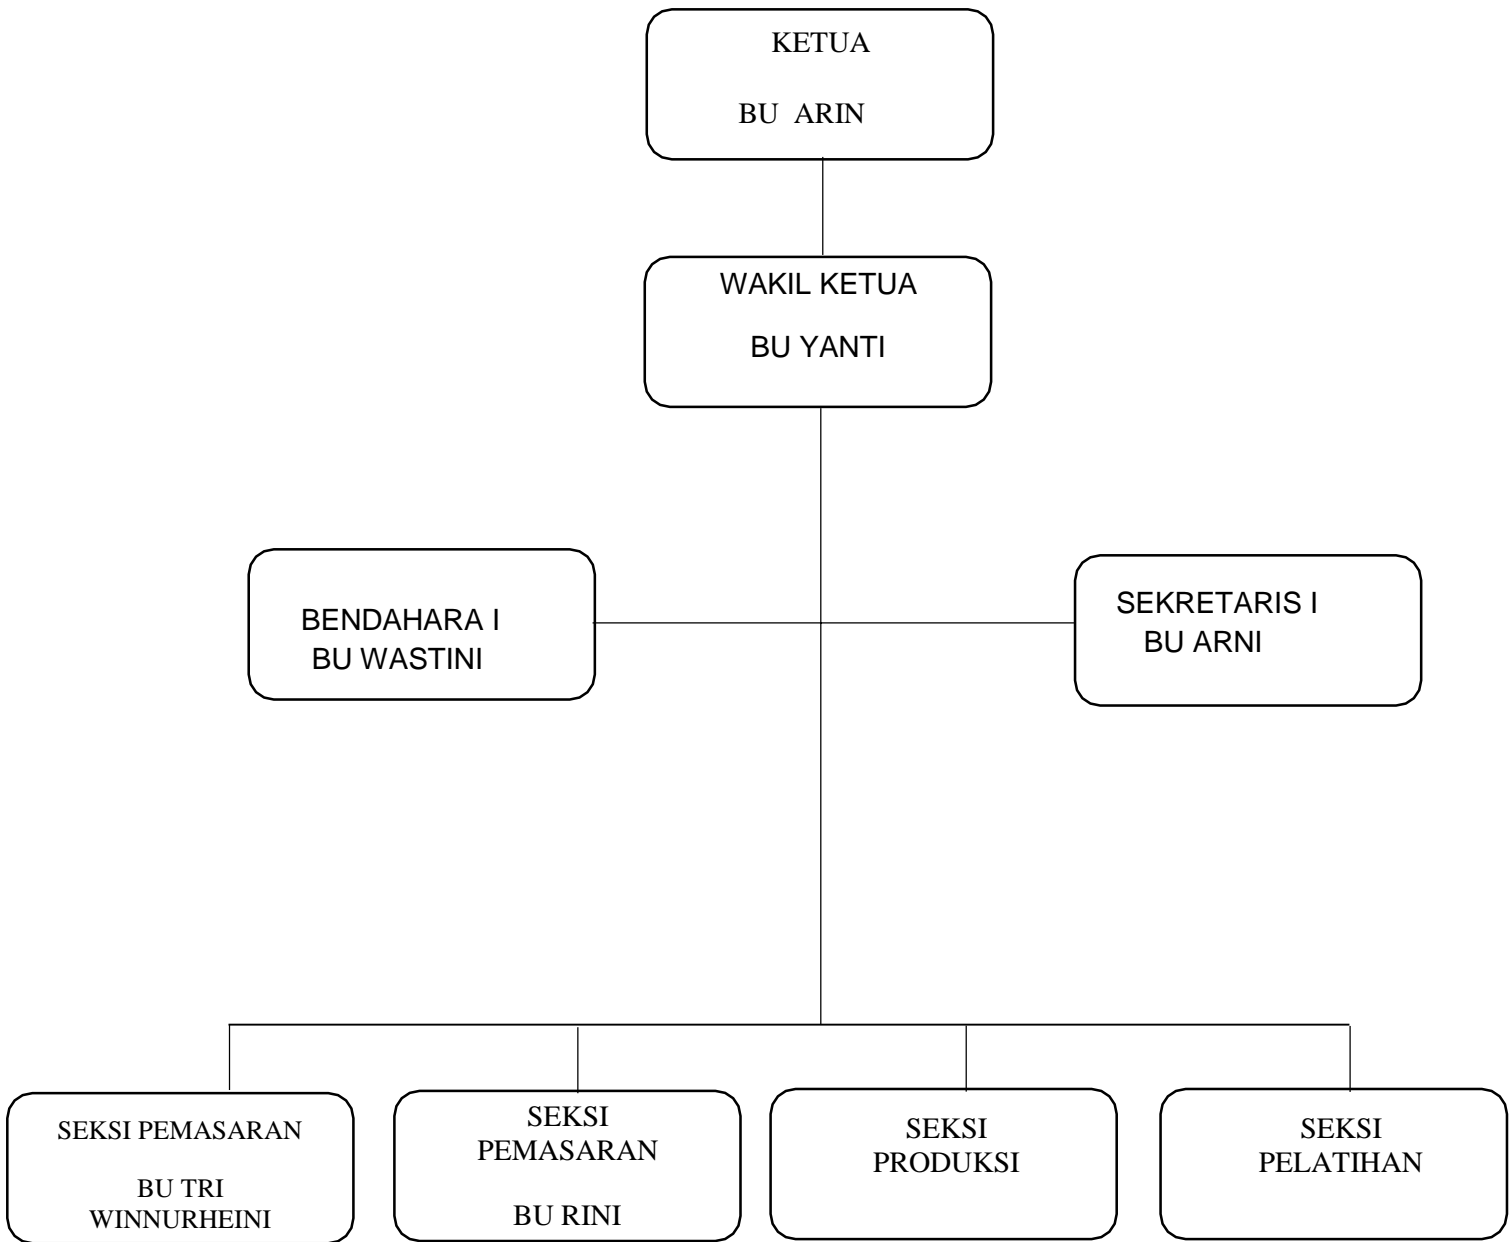 KETUA
BU ARIN
WAKIL KETUA
BU YANTI
BENDAHARA I
BU WASTINI
SEKRETARIS I
BU ARNI
SEKSI PEMASARAN
BU TRI
WINNURHEINI
SEKSI
PEMASARAN
BU RINI
SEKSI
PRODUKSI
SEKSI
PELATIHAN